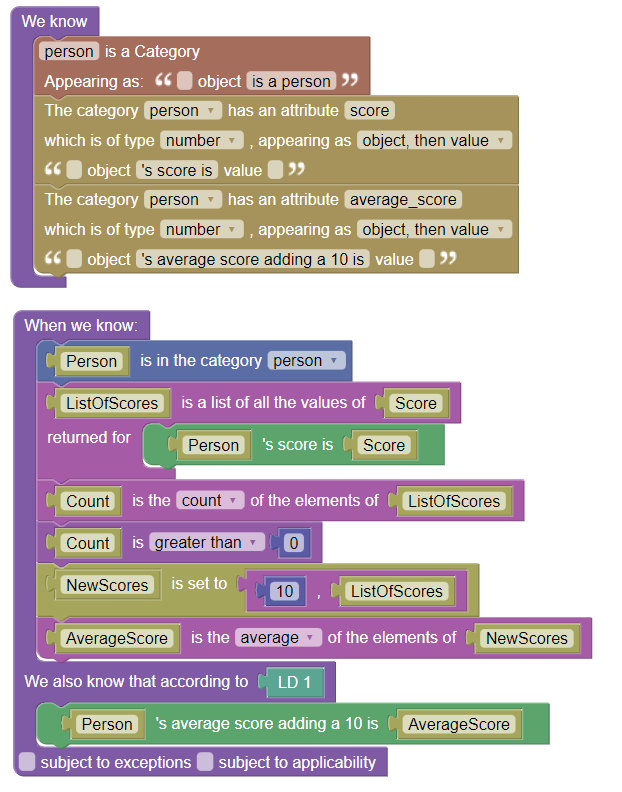 We know
person is a Category
Appearing as: “ object is a person ”
The category person ▾ has an attribute score
which is of type number ▾ , appearing as object, then value ▾
“ object 's score is value ”
The category person ▾ has an attribute average_score
which is of type number ▾ , appearing as object, then value ▾
“ object 's average score adding a 10 is value ”
When we know:
Person is in the category person ▾
ListOfScores is a list of all the values of Score
returned for Person 's score is Score
Count is the count ▾ of the elements of ListOfScores
Count is greater than ▾ 0
NewScores is set to 10 , ListOfScores
AverageScore is the average ▾ of the elements of NewScores
We also know that according to LD 1
Person 's average score adding a 10 is AverageScore
subject to exceptions subject to applicability